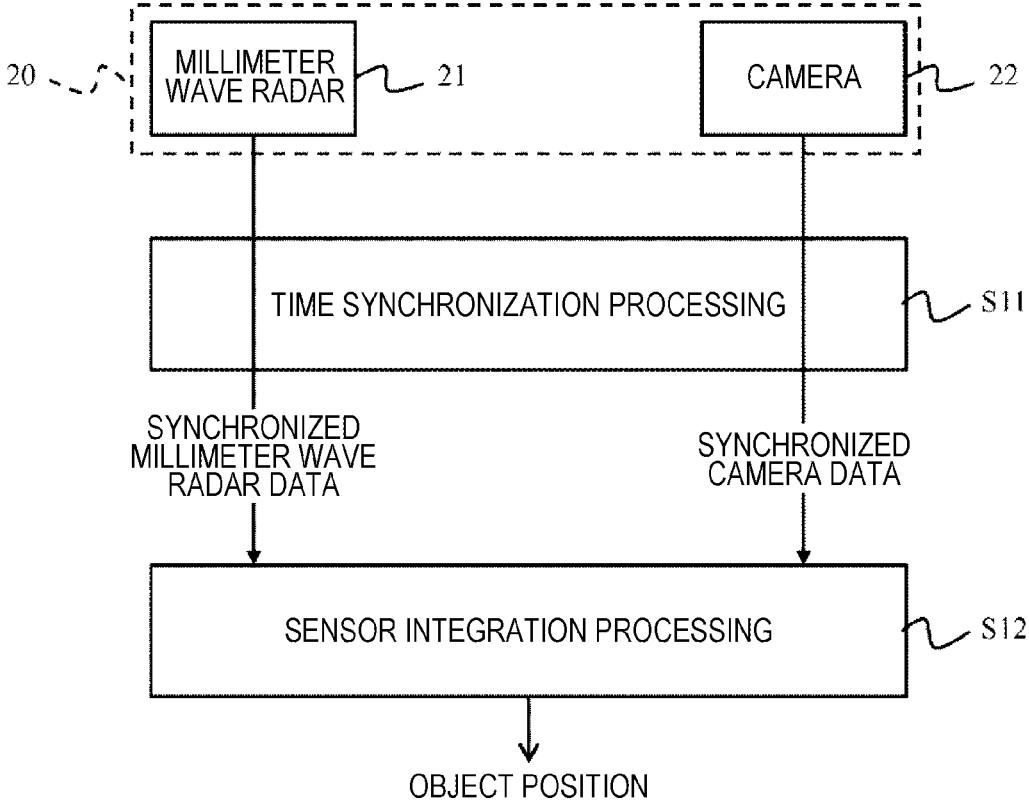 20
MILLIMETER
WAVE RADAR
21
CAMERA
22
TIME SYNCHRONIZATION PROCESSING
S11
SYNCHRONIZED
MILLIMETER WAVE
RADAR DATA
SYNCHRONIZED
CAMERA DATA
SENSOR INTEGRATION PROCESSING
S12
OBJECT POSITION